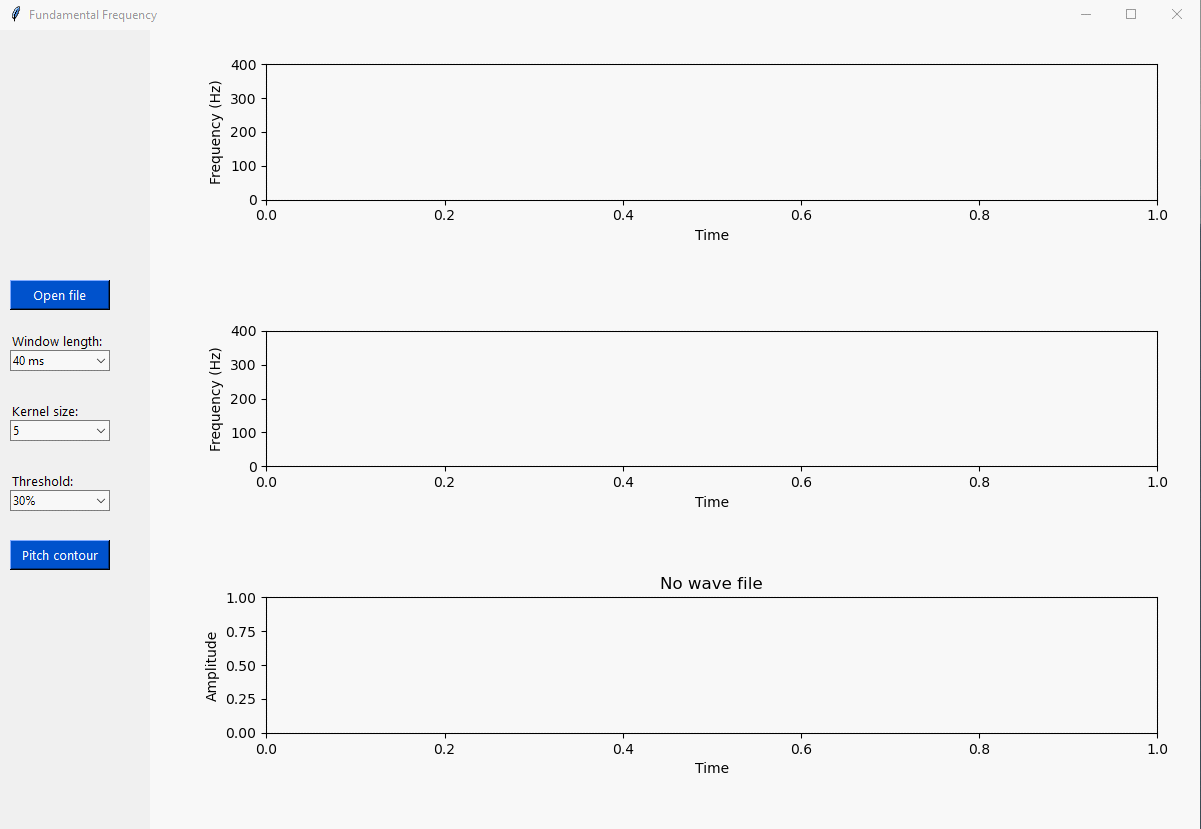 Fundamental Frequency
Open file
Window length:
40 ms
Kernel size:
5
Threshold:
30%
Pitch contour
400
300
200
100
0
Frequency (Hz)
0.0 0.2 0.4 0.6 0.8 1.0
Time
400
300
200
100
0
Frequency (Hz)
0.0 0.2 0.4 0.6 0.8 1.0
Time
No wave file
1.00
0.75
0.50
0.25
0.00
Amplitude
0.0 0.2 0.4 0.6 0.8 1.0
Time